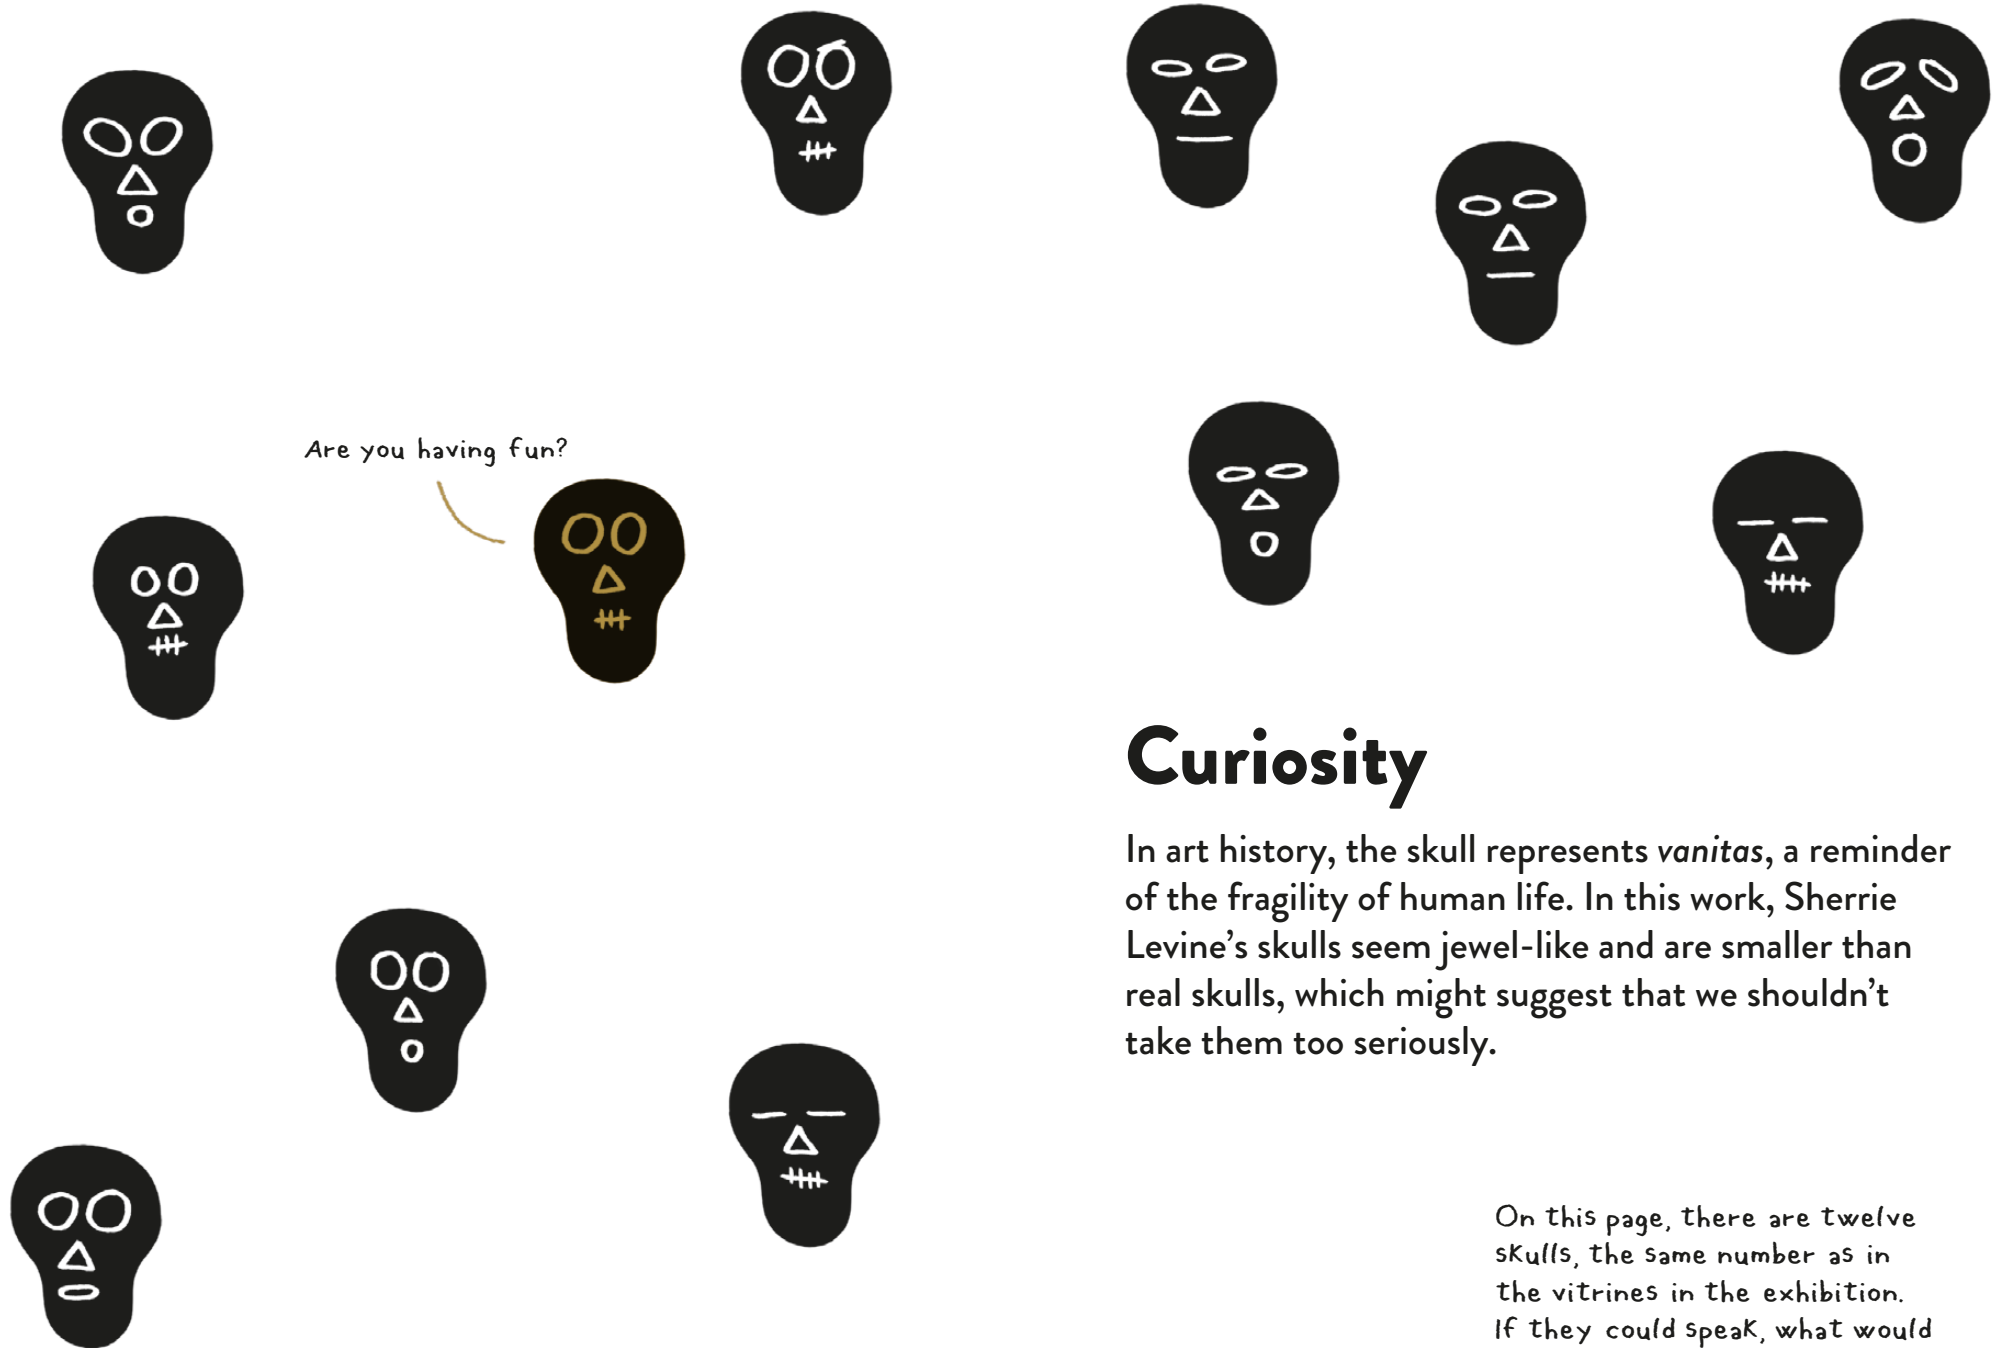 Are you having fun?
Curiosity
In art history, the skull represents vanitas, a reminder
of the fragility of human life. In this work, Sherrie
Levine’s skulls seem jewel-like and are smaller than
real skulls, which might suggest that we shouldn’t
take them too seriously.
On this page, there are twelve
skulls, the same number as in
the vitrines in the exhibition.
If they could speak, what would